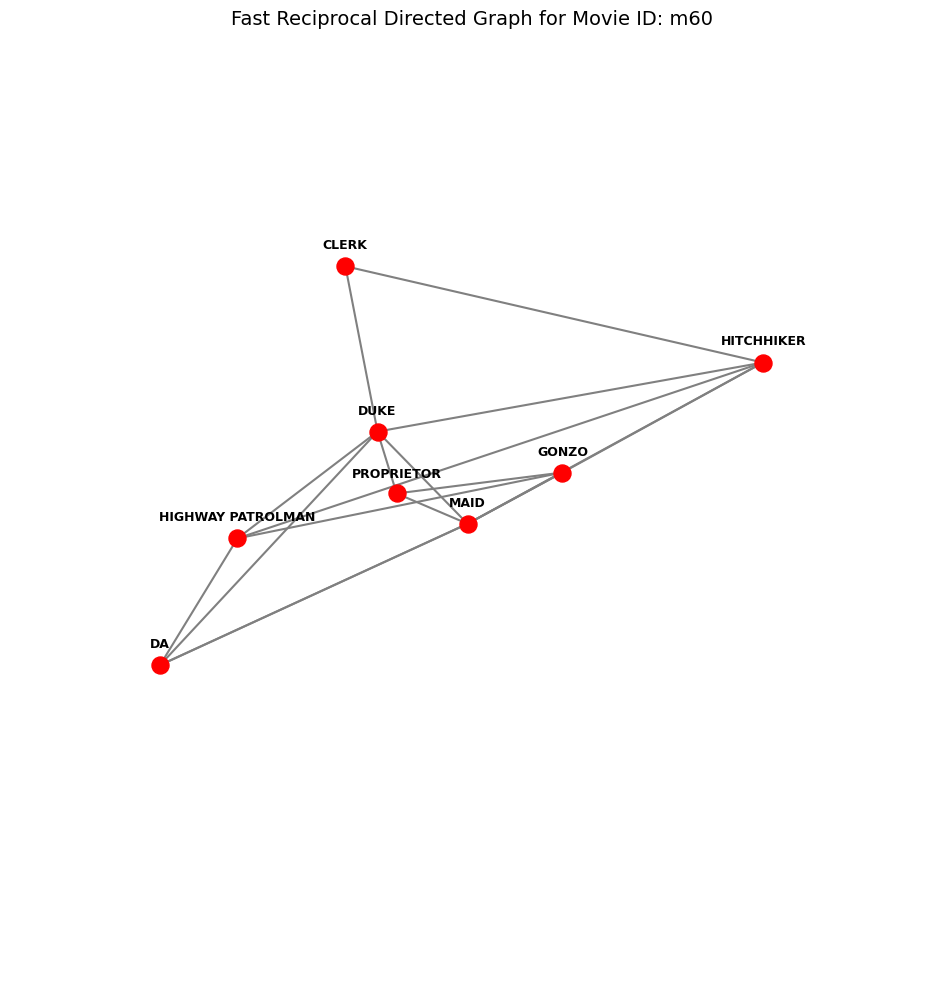 Fast Reciprocal Directed Graph for Movie ID: m60
CLERK
HITCHHIKER
DUKE
GONZO
PROPRIETOR
MAID
HIGHWAY PATROLMAN
DA